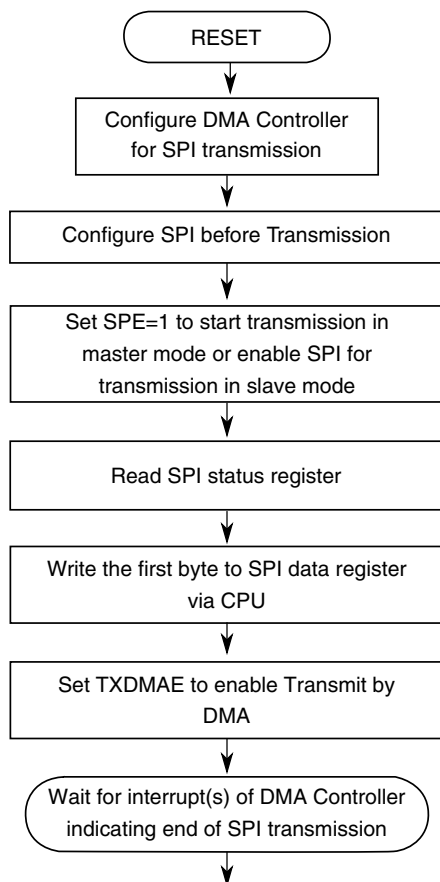 RESET
Configure DMA Controller
for SPI transmission
Configure SPI before Transmission
Set SPE=1 to start transmission in
master mode or enable SPI for
transmission in slave mode
Read SPI status register
Write the first byte to SPI data register
via CPU
Set TXDMAE to enable Transmit by
DMA
Wait for interrupt(s) of DMA Controller
indicating end of SPI transmission